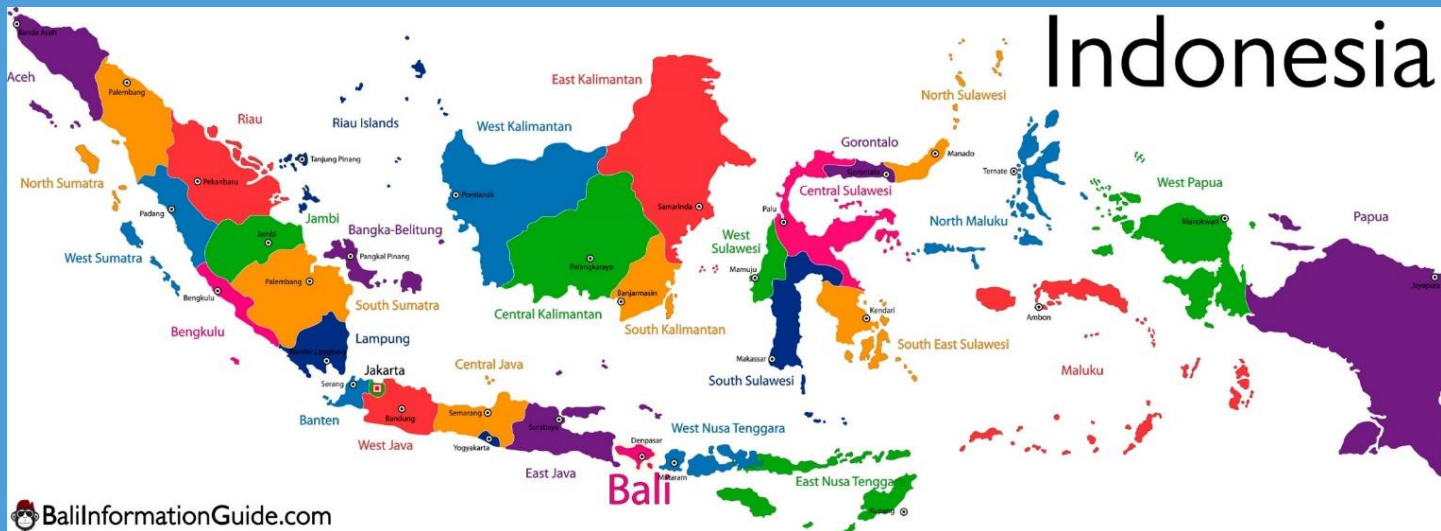 Indonesia
Banda Aceh
Aceh
Palembang
East Kalimantan
North Sulawesi
Riau
Riau Islands
West Kalimantan
Gorontalo
Manado
Tanjung Pinang
Ternate
Gorontalo
West Papua
North Sumatra
Pekanbaru
Pontianak
Central Sulawesi
Padang
Samarinda
Palu
North Maluku
Manokwari
Papua
Jambi
Bangka-Belitung
West
Sulawesi
West Sumatra
Jambi
Pangkal Pinang
Palangkaraya
Mamuju
Jayapura
Bengkulu
Palembang
South Sumatra
Banjarmasin
Central Kalimantan
South Kalimantan
Kendari
Ambon
Bengkulu
Lampung
South East Sulawesi
Bandar Lampung
Central Java
Makassar
Maluku
Jakarta
South Sulawesi
Serang
Banten
Bandung
Semarang
Surabaya
West Nusa Tenggara
West Java
Yogyakarta
Denpasar
East Java
Mataram
Bali
East Nusa Tenggara
Kupang
BaliInformationGuide.com